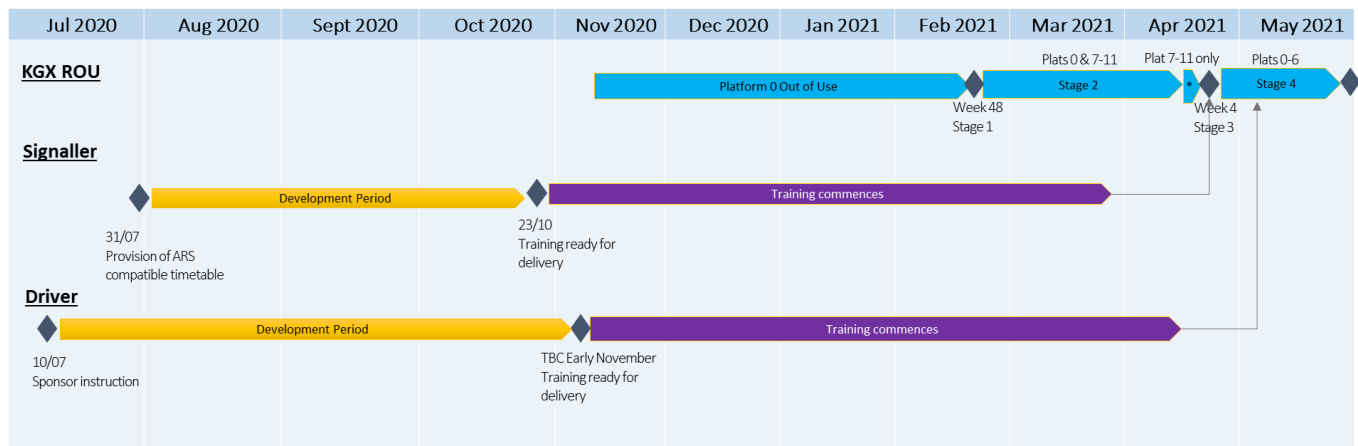 Jul 2020 Aug 2020 Sept 2020 Oct 2020 Nov 2020 Dec 2020 Jan 2021 Feb 2021 Mar 2021 Apr 2021 May 2021
KGX ROU
Plats 0 & 7-11
Plat 7-11 only
Plats 0-6
Platform 0 Out of Use
Stage 2
*
Stage 4
Week 48
Stage 1
Week 4
Stage 3
Signaller
Development Period
Training commences
31/07
Provision of ARS
compatible timetable
23/10
Training ready for
delivery
Driver
Development Period
Training commences
10/07
Sponsor instruction
TBC Early November
Training ready for
delivery